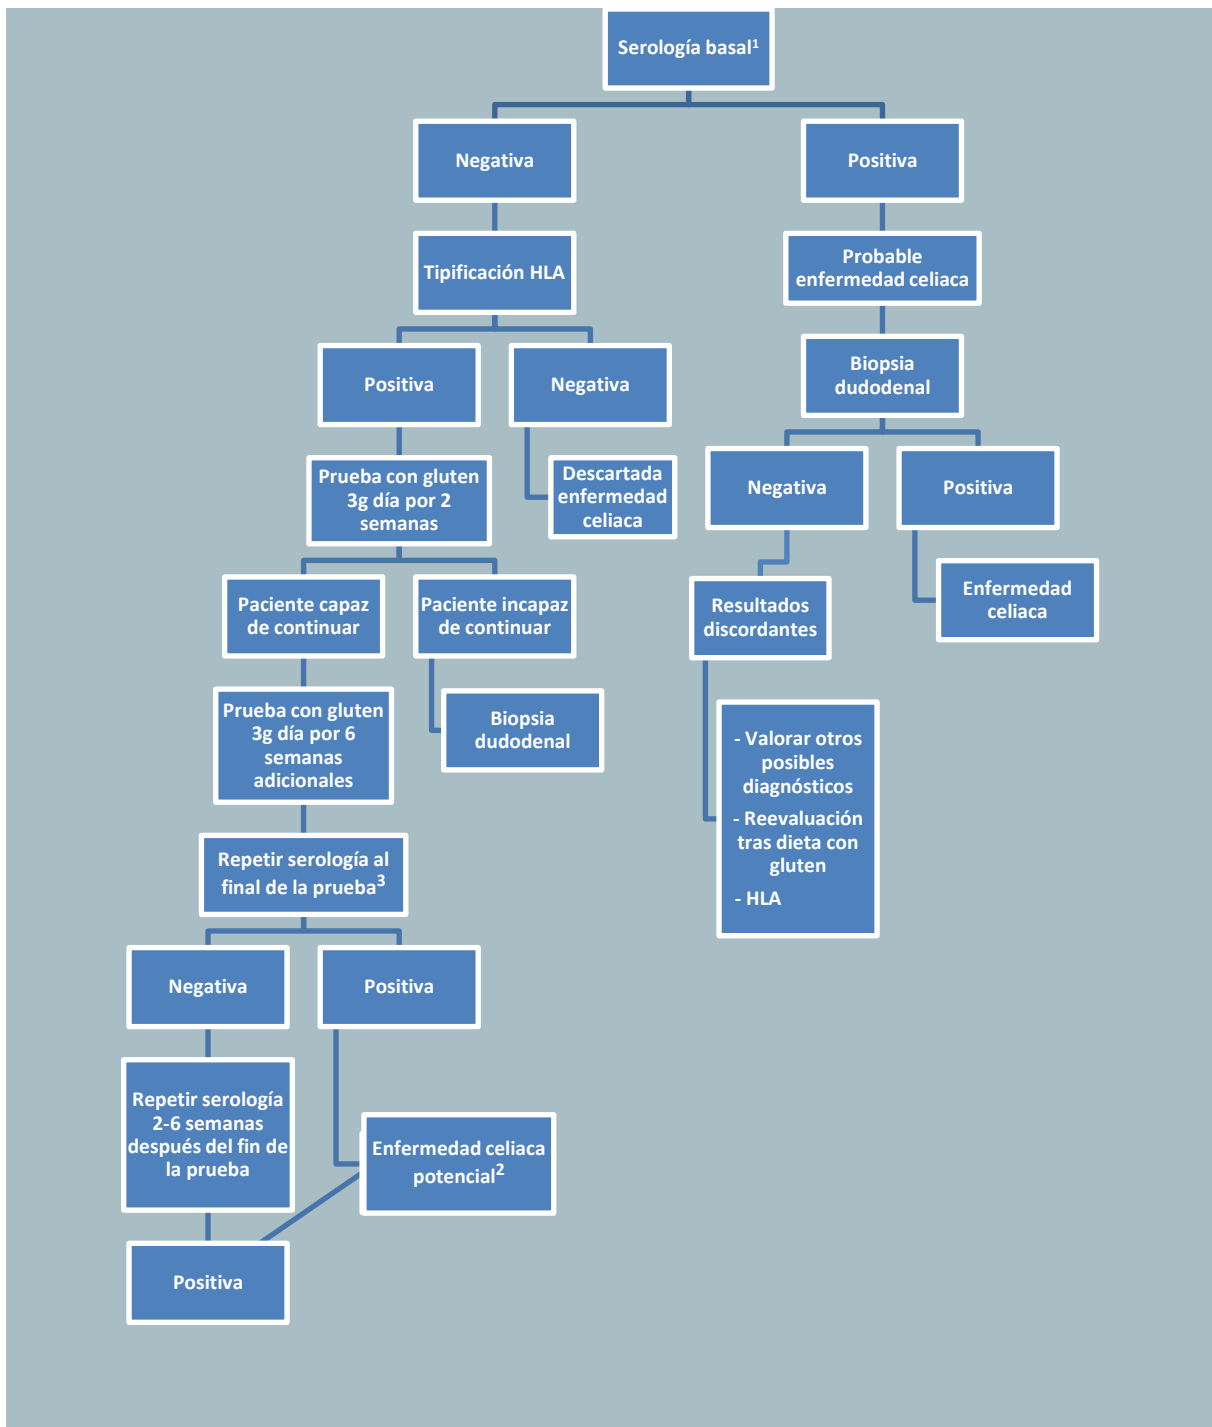 Serología basal¹
Negativa
Positiva
Tipificación HLA
Probable
enfermedad celiaca
Positiva
Negativa
Biopsia
dudodenal
Prueba con gluten
3g día por 2
semanas
Descartada
enfermedad
celiaca
Negativa
Positiva
Paciente capaz
de continuar
Paciente incapaz
de continuar
Resultados
discordantes
Enfermedad
celiaca
Prueba con gluten
3g día por 6
semanas
adicionales
Biopsia
dudodenal
- Valorar otros
posibles
diagnósticos
- Reevaluación
tras dieta con
gluten
- HLA
Repetir serología al
final de la prueba³
Negativa
Positiva
Repetir serología
2-6 semanas
después del fin de
la prueba
Enfermedad celiaca
potencial²
Positiva